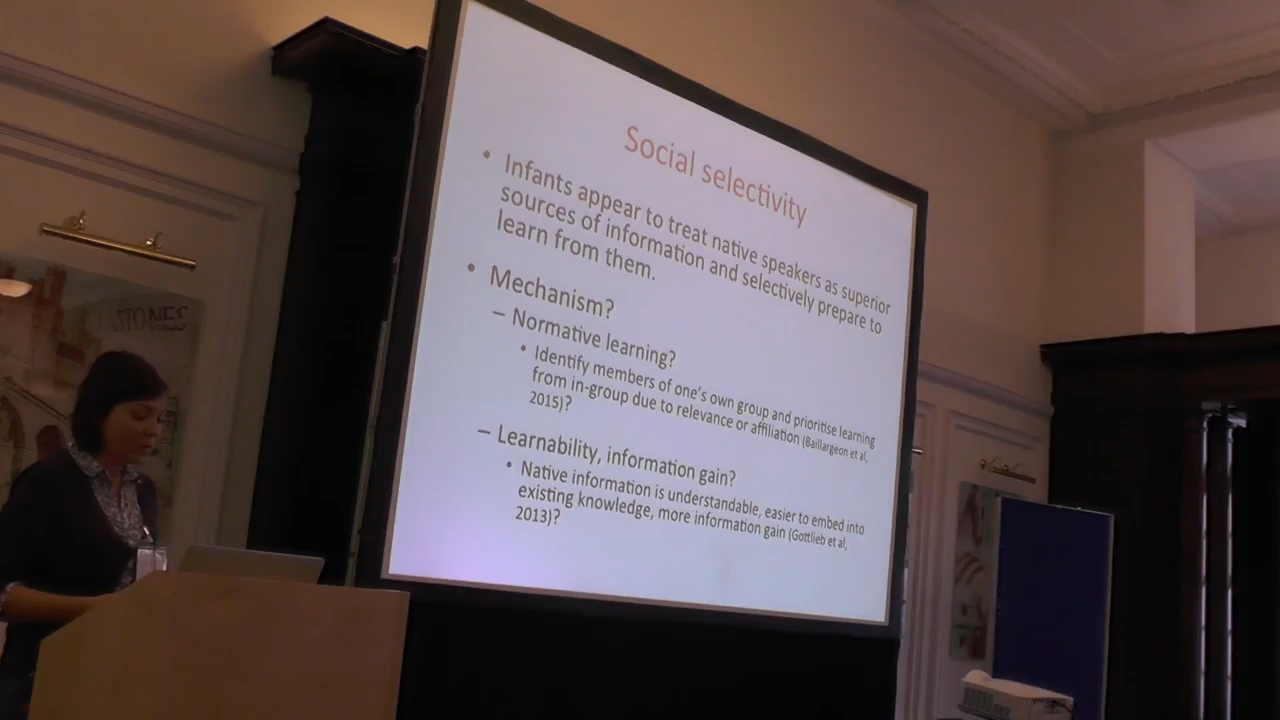 STONES
Social selectivity
• Infants appear to treat native speakers as superior
sources of information and selectively prepare to
learn from them.
• Mechanism?
– Normative learning?
• Identify members of one's own group and prioritise learning
from in-group due to relevance or affiliation (Baillargeon et al,
2015)?
– Learnability, information gain?
• Native information is understandable, easier to embed into
existing knowledge, more information gain (Gottlieb et al,
2013)?